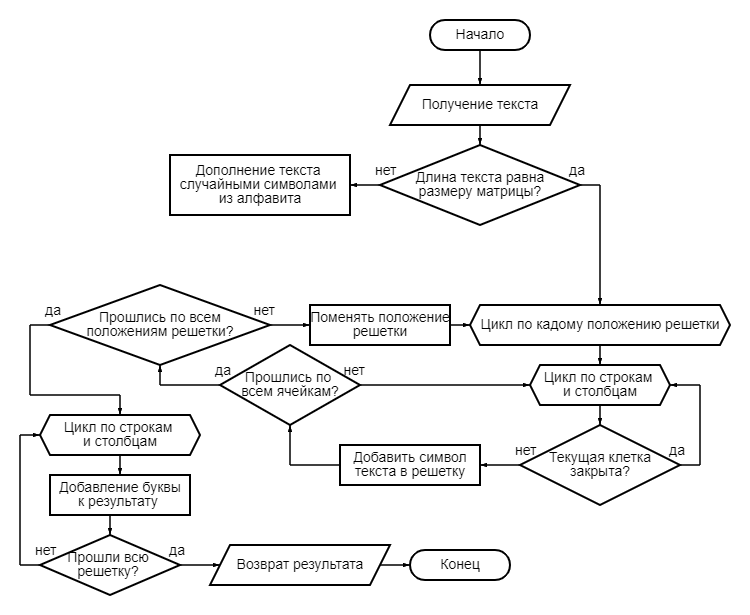 Начало
Получение текста
нет
Длина текста равна
размеру матрицы?
да
Дополнение текста
случайными символами
из алфавита
да
Прошлись по всем
положениям решетки?
нет
Поменять положение
решетки
Цикл по кадому положению решетки
да
Прошлись по
всем ячейкам?
нет
Цикл по строкам
и столбцам
Цикл по строкам
и столбцам
Добавить символ
текста в решетку
нет
Текущая клетка
закрыта?
да
Добавление буквы
к результату
нет
Прошли всю
решетку?
да
Возврат результата
Конец